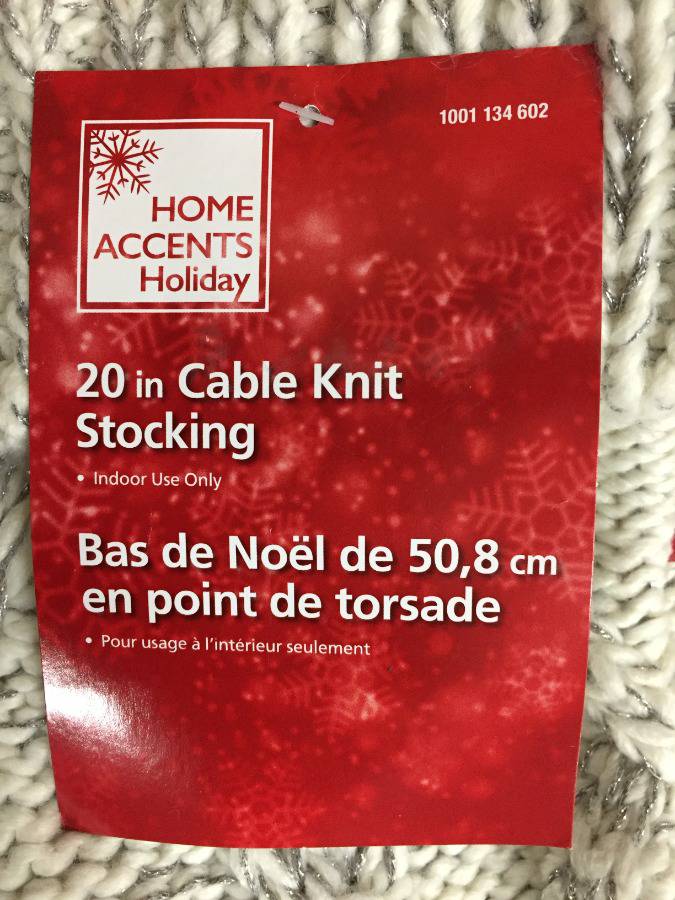 1001 134 602
HOME
ACCENTS
Holiday
20 in Cable Knit
Stocking
• Indoor Use Only
Bas de Noël de 50,8 cm
en point de torsade
• Pour usage à l'intérieur seulement